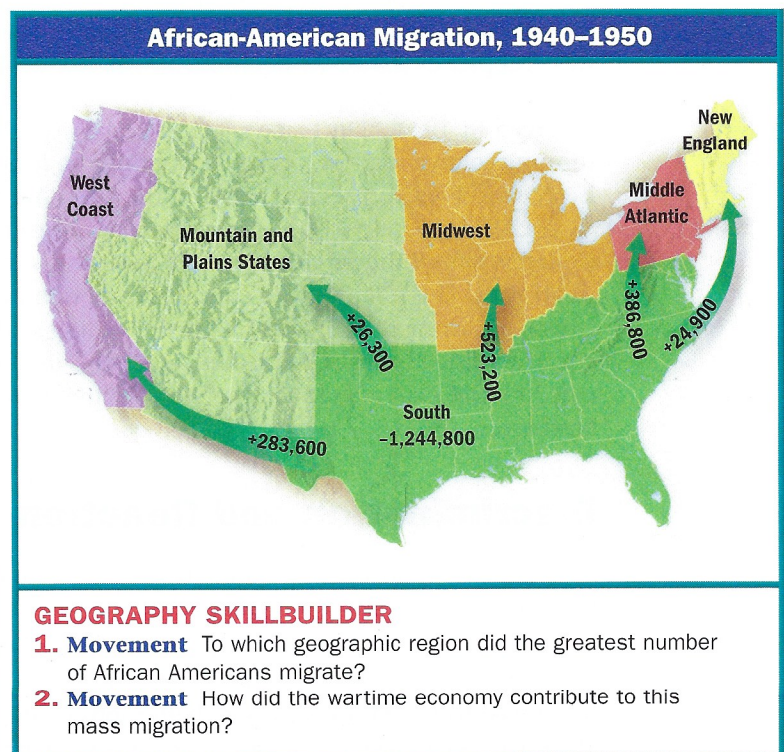 African-American Migration, 1940–1950
New
England
West
Coast
Middle
Atlantic
Midwest
Mountain and
Plains States
+26,300
+523,200
+386,800
+24,900
+283,600
South
–1,244,800
GEOGRAPHY SKILLBUILDER
1. Movement To which geographic region did the greatest number
of African Americans migrate?
2. Movement How did the wartime economy contribute to this
mass migration?